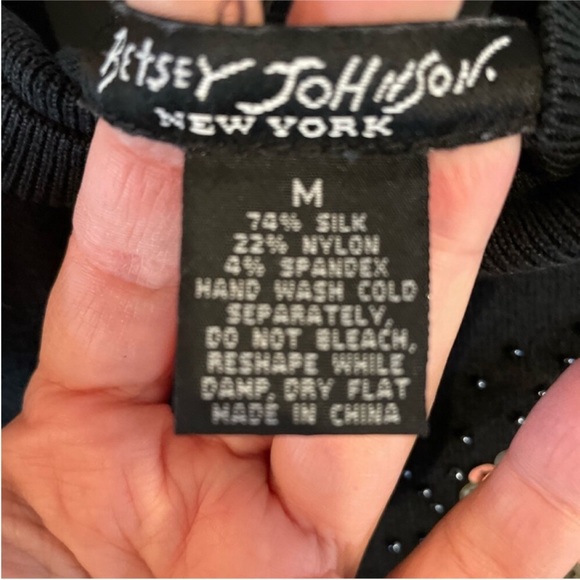 BETSEY JOHNSON.
NEW YORK
M
74% SILK
22% NYLON
4% SPANDEX
HAND WASH COLD
SEPARATELY,
DO NOT BLEACH,
RESHAPE WHILE
DAMP, DRY FLAT
MADE IN CHINA